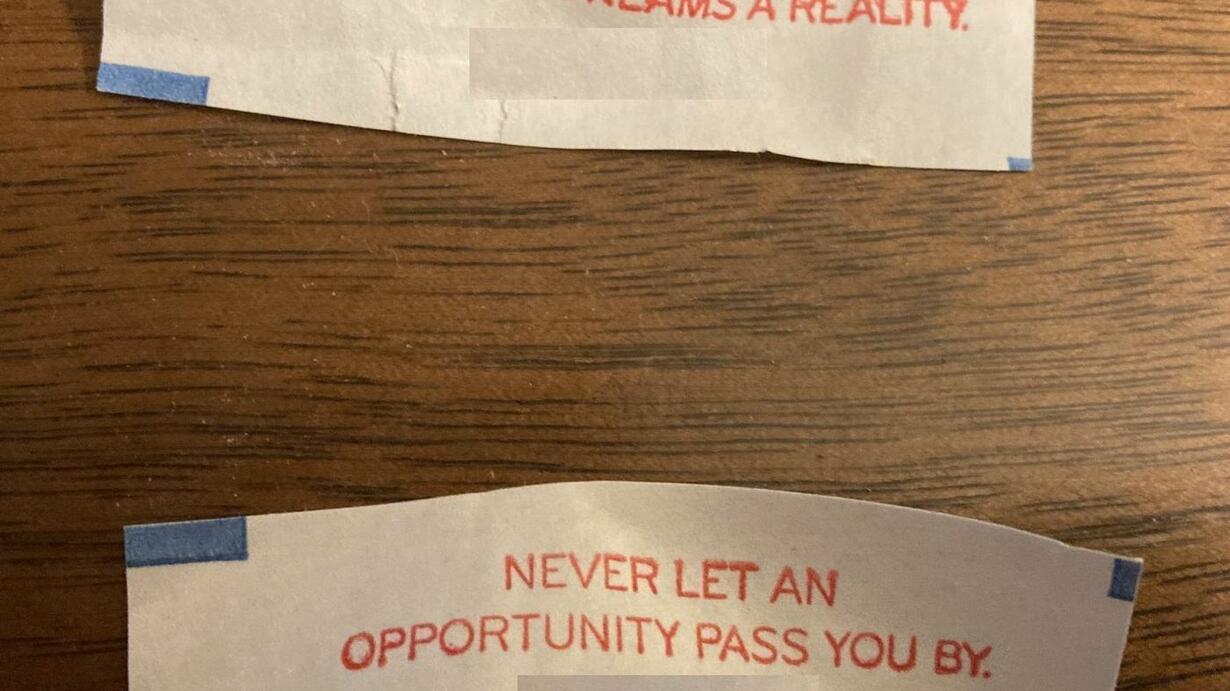 A REALITY.
NEVER LET AN
OPPORTUNITY PASS YOU BY.